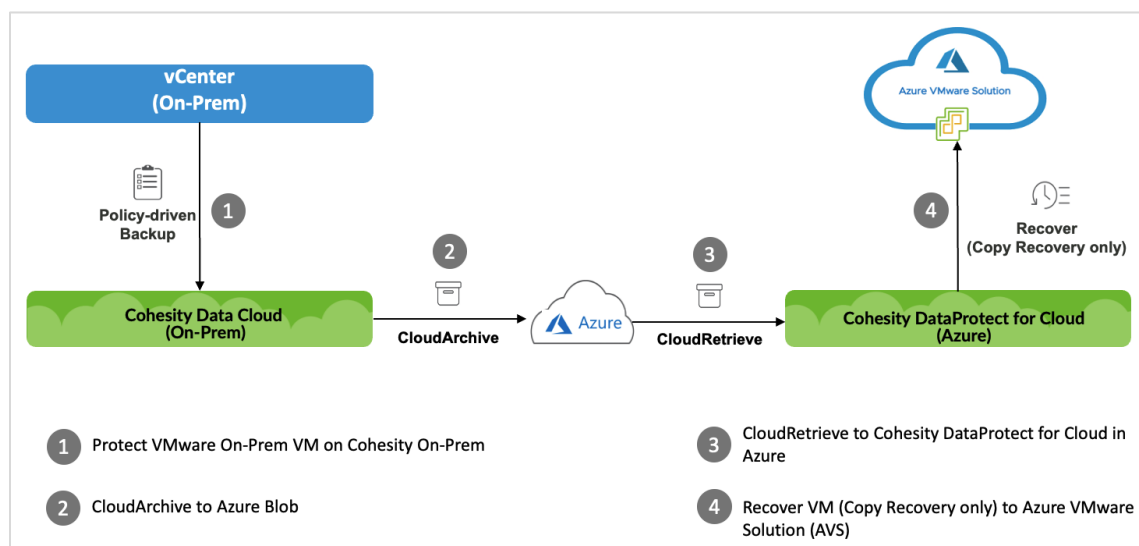 vCenter
(On-Prem)
Azure VMware Solution
Policy-driven
Backup
1
2
3
4
Recover
(Copy Recovery only)
Cohesity Data Cloud
(On-Prem)
CloudArchive
Azure
CloudRetrieve
Cohesity DataProtect for Cloud
(Azure)
1 Protect VMware On-Prem VM on Cohesity On-Prem
2 CloudArchive to Azure Blob
3 CloudRetrieve to Cohesity DataProtect for Cloud in
Azure
4 Recover VM (Copy Recovery only) to Azure VMware
Solution (AVS)